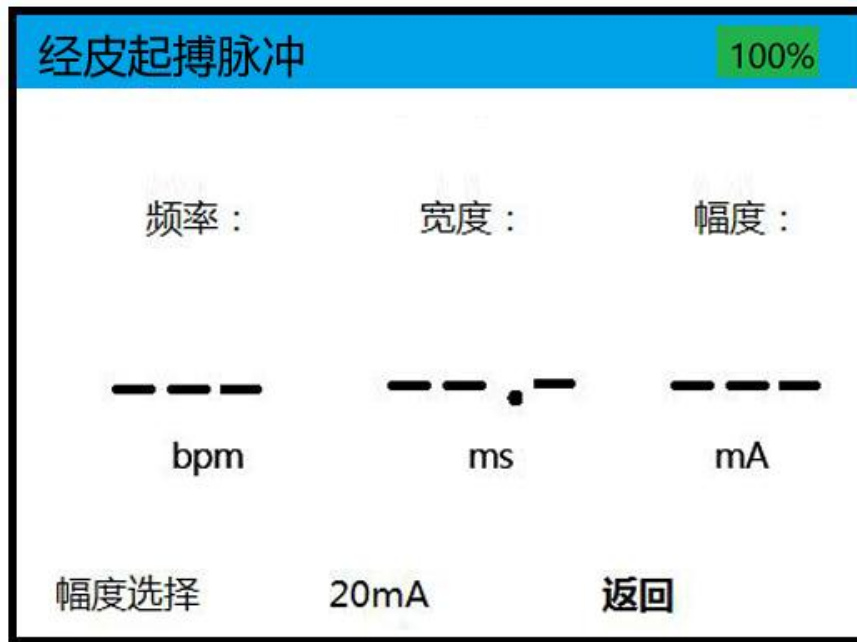 经皮起搏脉冲 100%
频率： 宽度： 幅度：
--- --.- ---
bpm ms mA
幅度选择 20mA 返回